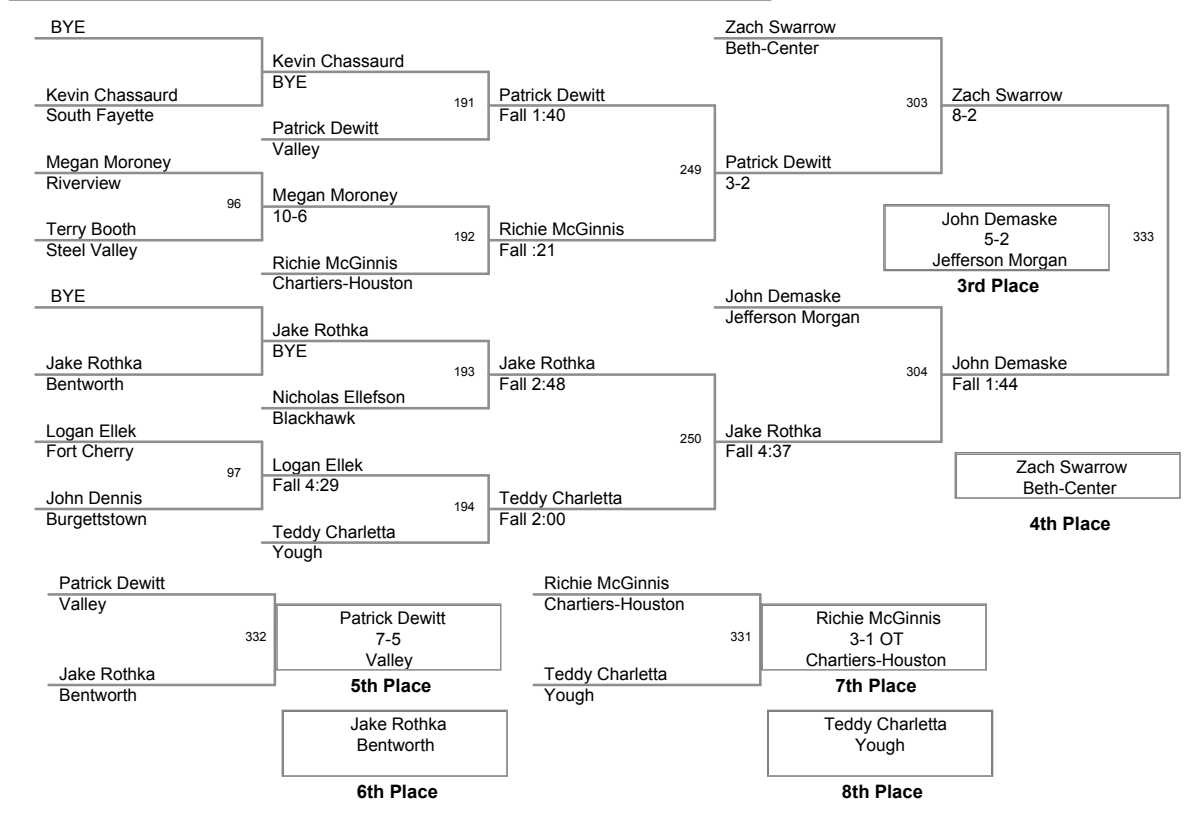 BYE
Kevin Chassaurd
South Fayette
Megan Moroney
Riverview
96
Terry Booth
Steel Valley
BYE
Jake Rothka
Bentworth
Logan Ellek
Fort Cherry
97
John Dennis
Burgettstown
Kevin Chassaurd
BYE
191
Patrick Dewitt
Valley
Megan Moroney
10-6
192
Richie McGinnis
Chartiers-Houston
Jake Rothka
BYE
193
Nicholas Ellefson
Blackhawk
Logan Ellek
Fall 4:29
194
Teddy Charletta
Yough
Patrick Dewitt
Fall 1:40
249
Richie McGinnis
Fall :21
Jake Rothka
Fall 2:48
250
Teddy Charletta
Fall 2:00
Zach Swarrow
Beth-Center
303
Patrick Dewitt
3-2
John Demaske
Jefferson Morgan
304
Jake Rothka
Fall 4:37
Zach Swarrow
8-2
333
John Demaske
Fall 1:44
John Demaske
5-2
Jefferson Morgan
3rd Place
Zach Swarrow
Beth-Center
4th Place
Patrick Dewitt
Valley
332
Jake Rothka
Bentworth
Patrick Dewitt
7-5
Valley
5th Place
Jake Rothka
Bentworth
6th Place
Richie McGinnis
Chartiers-Houston
331
Teddy Charletta
Yough
Richie McGinnis
3-1 OT
Chartiers-Houston
7th Place
Teddy Charletta
Yough
8th Place